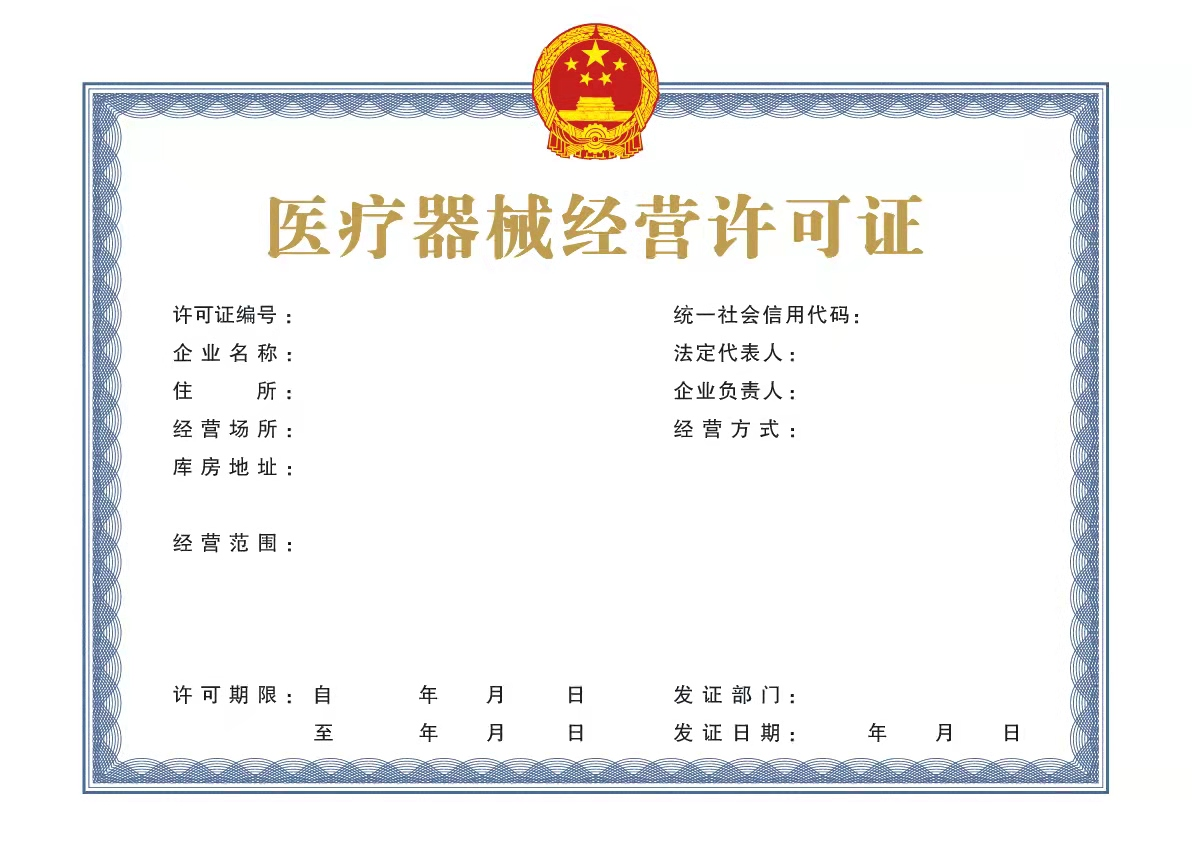 医疗器械经营许可证
许可证编号： 统一社会信用代码：
企业名称： 法定代表人：
住 所： 企业负责人：
经营场所： 经营方式：
库房地址：
经营范围：
许可期限：自 年 月 日 发证部门：
至 年 月 日 发证日期： 年 月 日